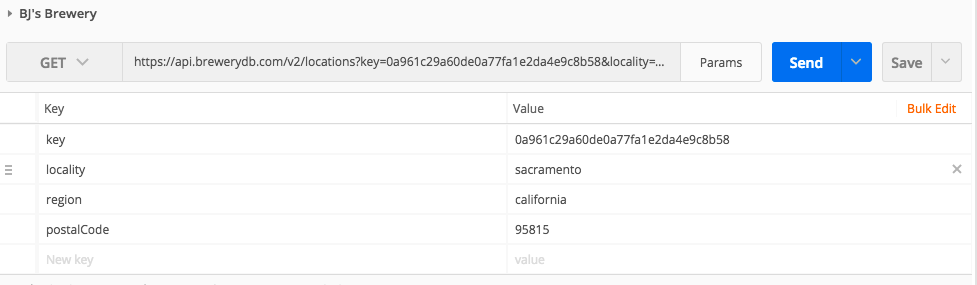 BJ's Brewery
GET https://api.brewerydb.com/v2/locations?key=0a961c29a60de0a77fa1e2da4e9c8b58&locality=... Params Send Save
Key Value Bulk Edit
key 0a961c29a60de0a77fa1e2da4e9c8b58
locality sacramento
region california
postalCode 95815
New key value